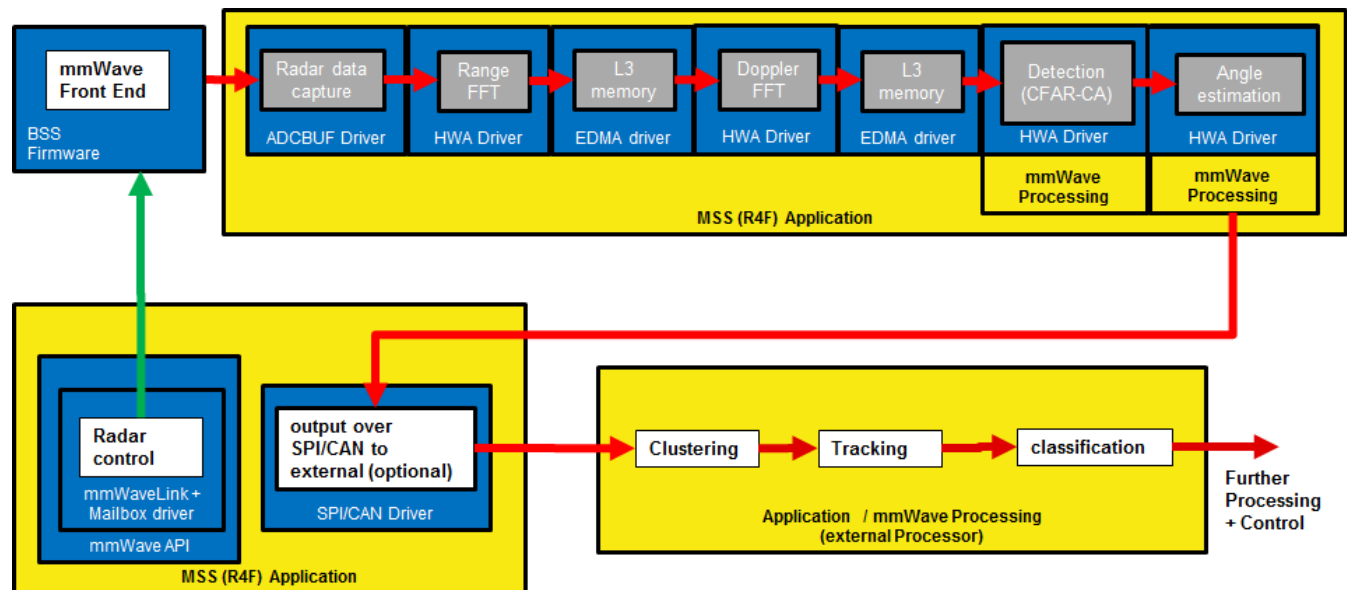 mmWave
Front End
BSS
Firmware
Radar data
capture
ADCBUF Driver
Range
FFT
HWA Driver
L3
memory
EDMA driver
Doppler
FFT
HWA Driver
L3
memory
EDMA driver
Detection
(CFAR-CA)
HWA Driver
mmWave
Processing
Angle
estimation
HWA Driver
mmWave
Processing
MSS (R4F) Application
Radar
control
mmWaveLink +
Mailbox driver
mmWave API
output over
SPI/CAN to
external (optional)
SPI/CAN Driver
MSS (R4F) Application
Clustering
Tracking
classification
Application / mmWave Processing
(external Processor)
Further
Processing
+ Control